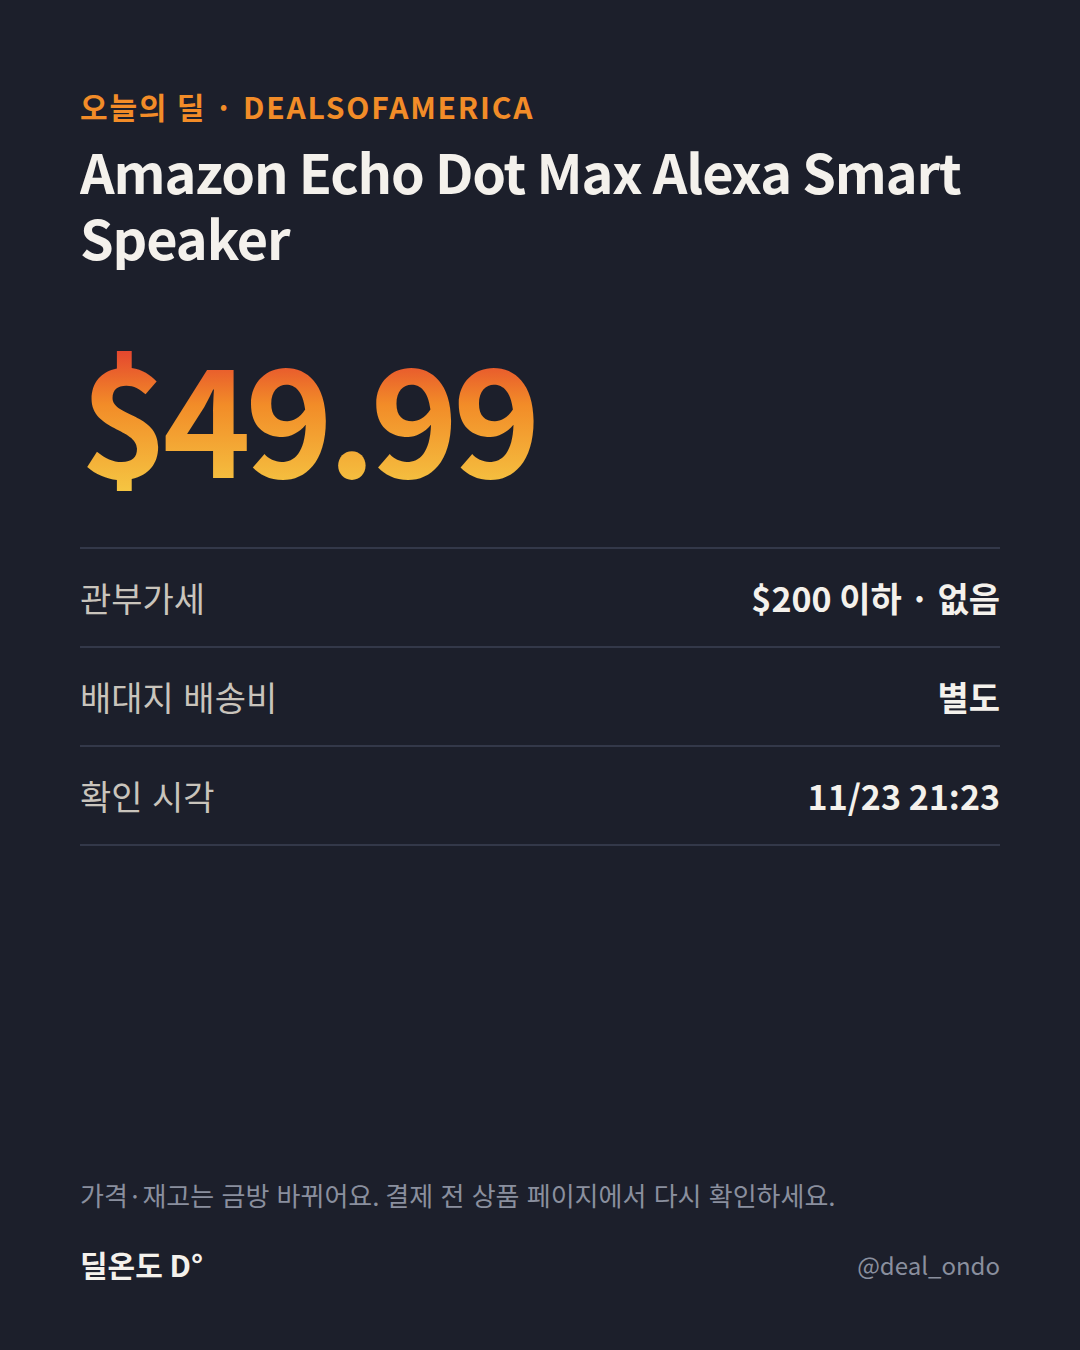 오늘의 딜 · DEALSOFAMERICA
Amazon Echo Dot Max Alexa Smart
Speaker
$49.99
관부가세 $200 이하 · 없음
배대지 배송비 별도
확인 시각 11/23 21:23
가격·재고는 금방 바뀌어요. 결제 전 상품 페이지에서 다시 확인하세요.
딜온도 D° @deal_ondo